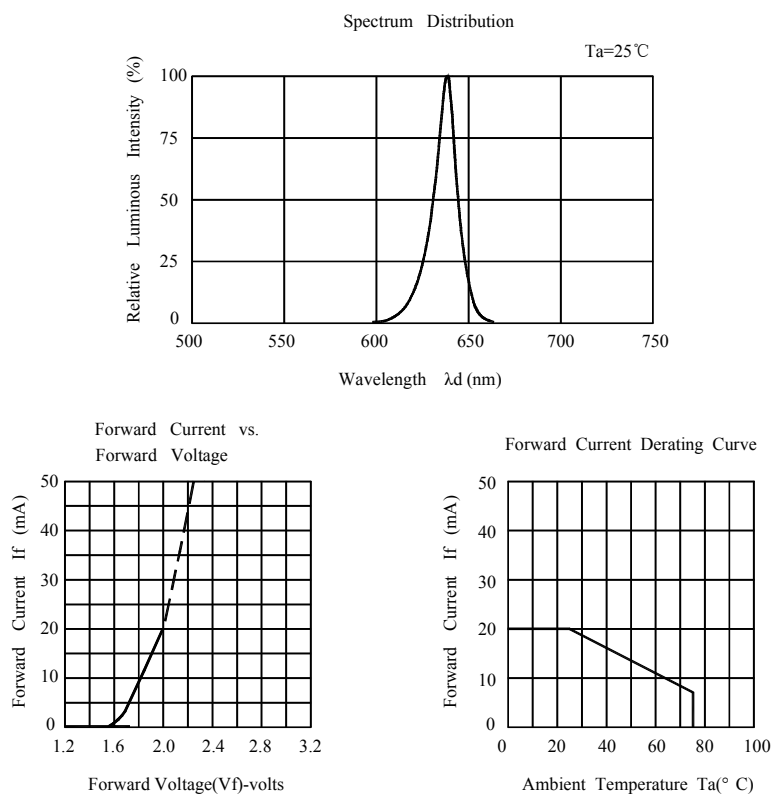 Spectrum Distribution
Ta=25℃
Relative Luminous Intensity (%)
100
75
50
25
0
500 550 600 650 700 750
Wavelength λd (nm)
Forward Current vs.
Forward Voltage
Forward Current If (mA)
50
40
30
20
10
0
1.2 1.6 2.0 2.4 2.8 3.2
Forward Voltage(Vf)-volts
Forward Current Derating Curve
Forward Current If (mA)
50
40
30
20
10
0
0 20 40 60 80 100
Ambient Temperature Ta(° C)